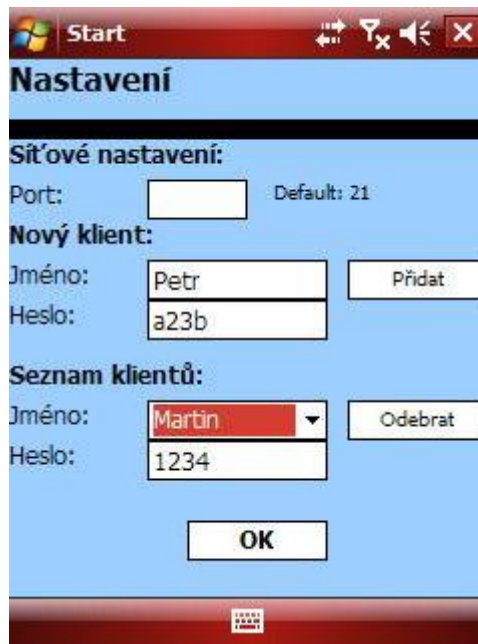 Start
Nastavení
Síťové nastavení:
Port: Default: 21
Nový klient:
Jméno: Petr Přidat
Heslo: a23b
Seznam klientů:
Jméno: Martin Odebrat
Heslo: 1234
OK